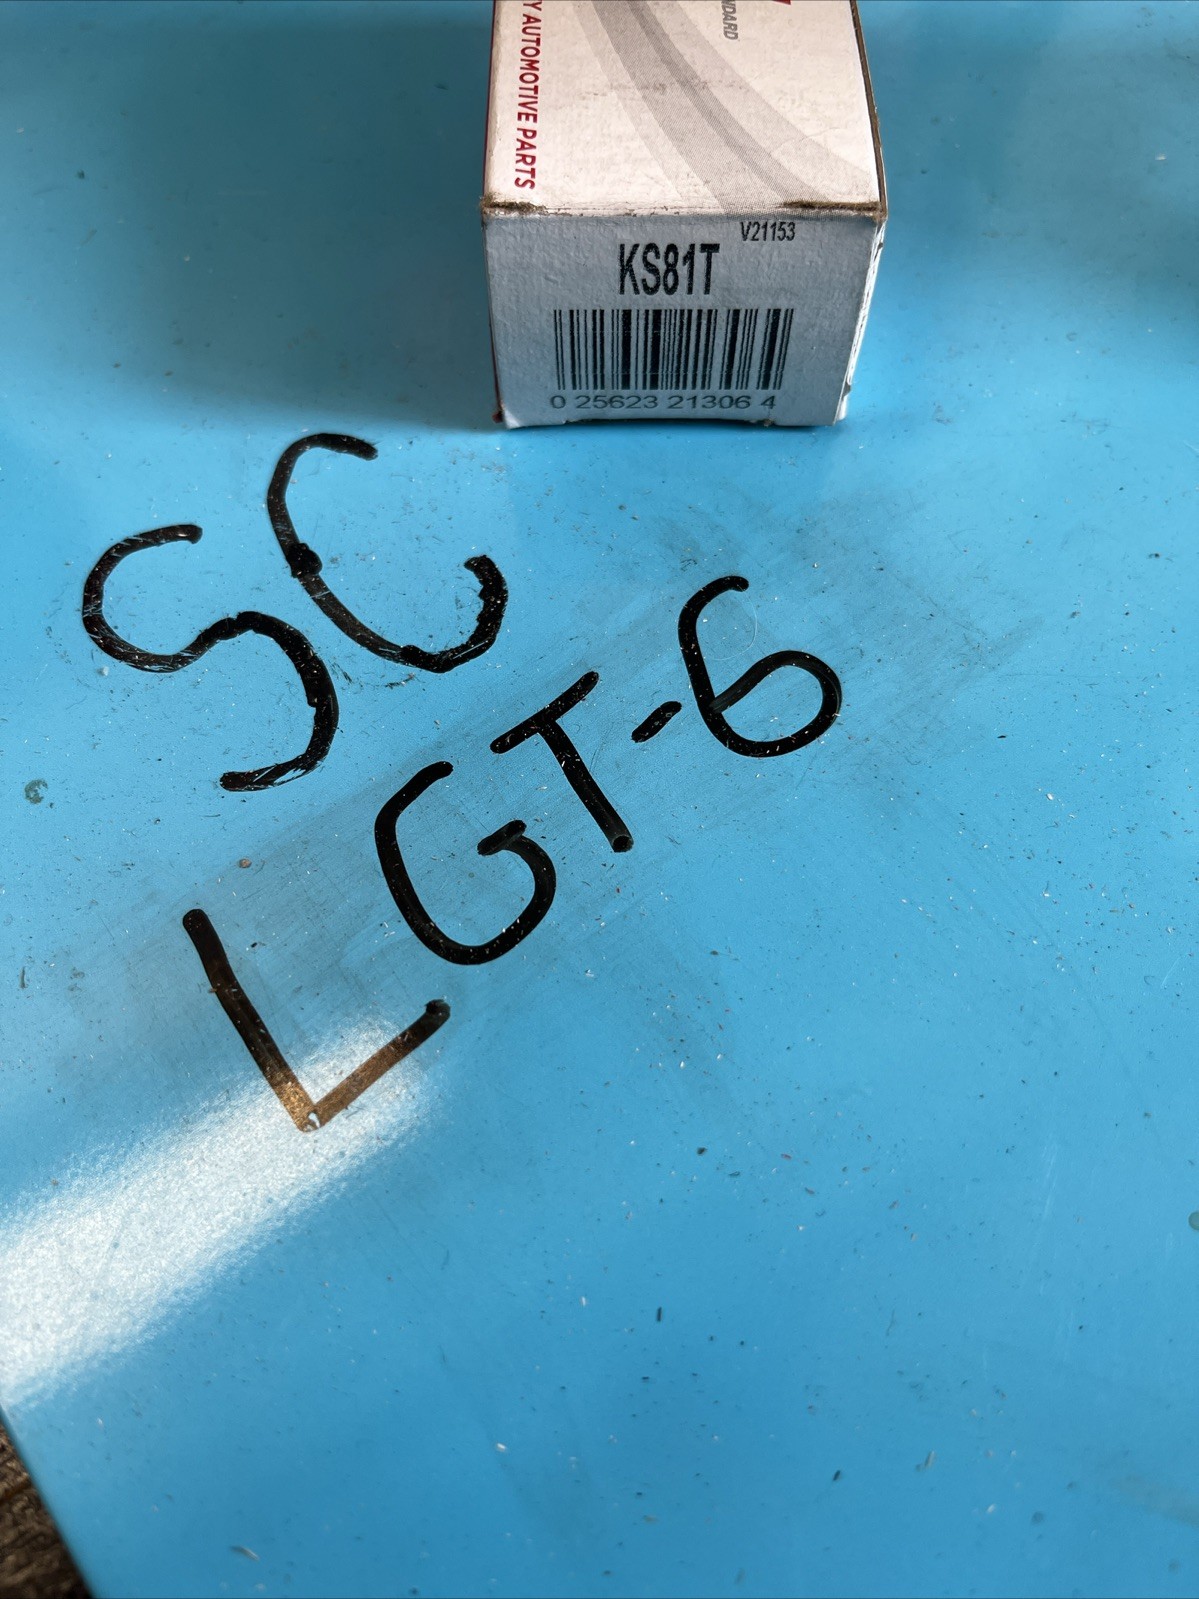 Y AUTOMOTIVE PARTS
NDARD
V21153
KS81T
0 25623 21306 4
SC
LGT-6